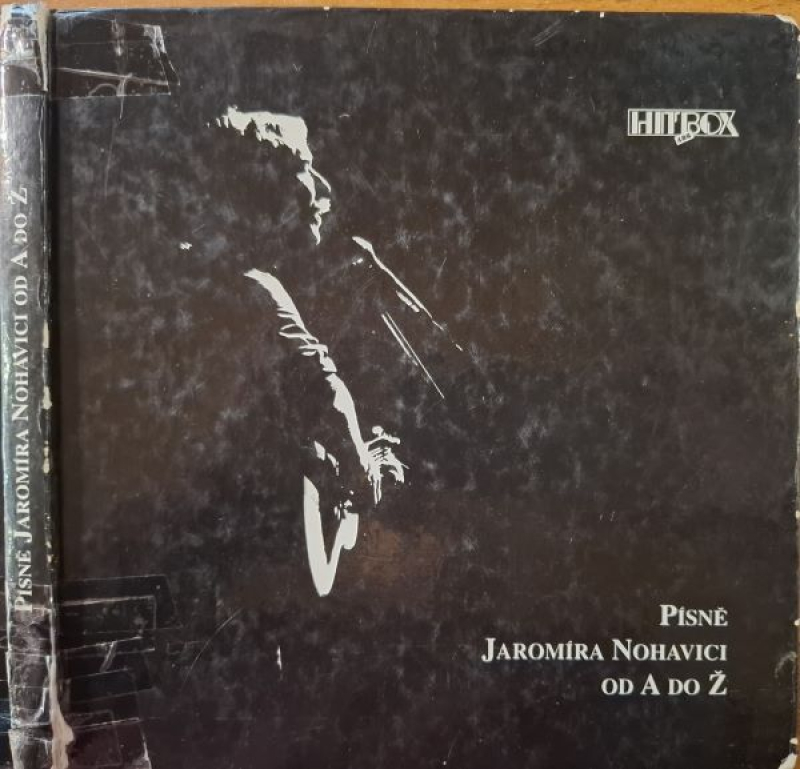 HITBOX
PÍSNĚ
JAROMÍRA NOHAVICI
OD A DO Ž
PÍSNĚ JAROMÍRA NOHAVICI OD A DO Ž